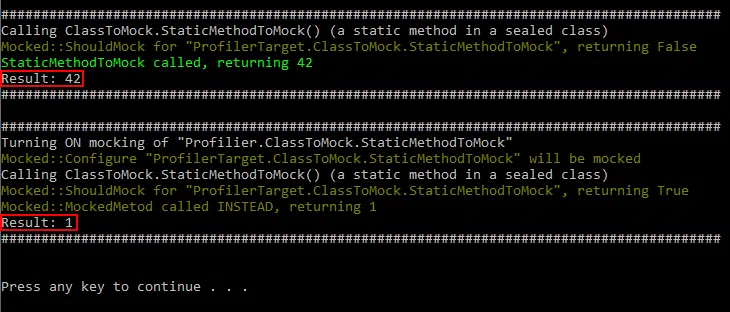 ##########################################################################################
Calling ClassToMock.StaticMethodToMock() (a static method in a sealed class)
Mocked::ShouldMock for "ProfilerTarget.ClassToMock.StaticMethodToMock", returning False
StaticMethodToMock called, returning 42
Result: 42
##########################################################################################
##########################################################################################
Turning ON mocking of "Profilier.ClassToMock.StaticMethodToMock"
Mocked::Configure "ProfilerTarget.ClassToMock.StaticMethodToMock" will be mocked
Calling ClassToMock.StaticMethodToMock() (a static method in a sealed class)
Mocked::ShouldMock for "ProfilerTarget.ClassToMock.StaticMethodToMock", returning True
Mocked::MockedMetod called INSTEAD, returning 1
Result: 1
##########################################################################################
Press any key to continue . . .